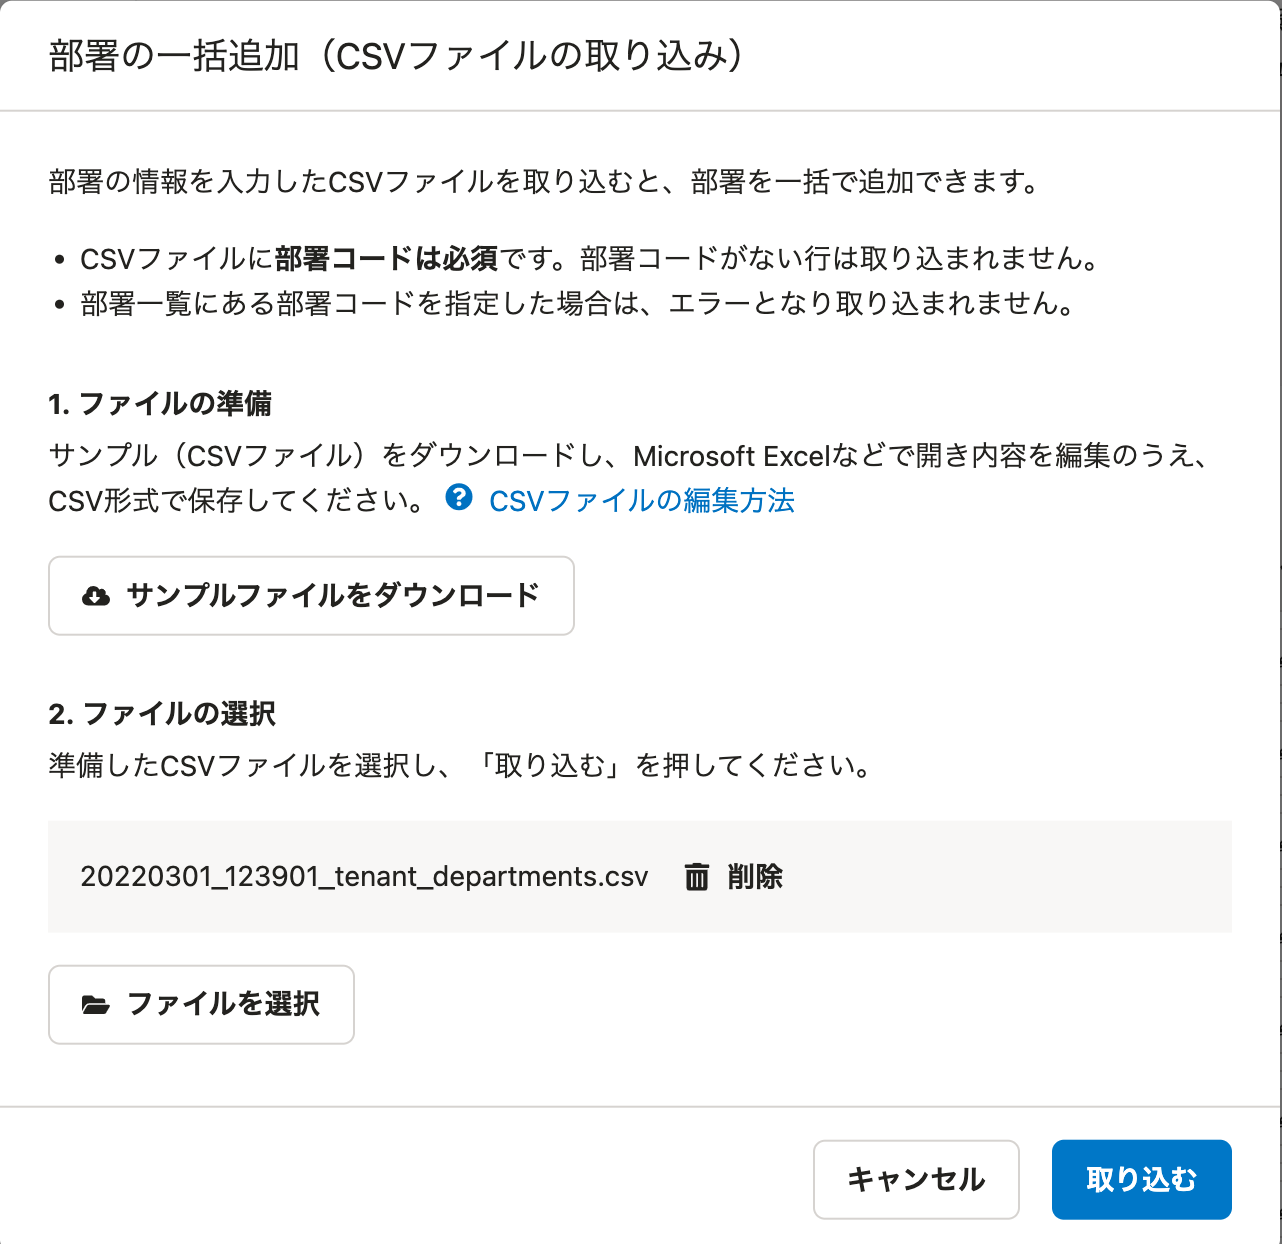 部署の一括追加（CSVファイルの取り込み）
部署の情報を入力したCSVファイルを取り込むと、部署を一括で追加できます。
• CSVファイルに部署コードは必須です。部署コードがない行は取り込まれません。
• 部署一覧にある部署コードを指定した場合は、エラーとなり取り込まれません。
1. ファイルの準備
サンプル（CSVファイル）をダウンロードし、Microsoft Excelなどで開き内容を編集のうえ、
CSV形式で保存してください。 ? CSVファイルの編集方法
サンプルファイルをダウンロード
2. ファイルの選択
準備したCSVファイルを選択し、「取り込む」を押してください。
20220301_123901_tenant_departments.csv 削除
ファイルを選択
キャンセル 取り込む